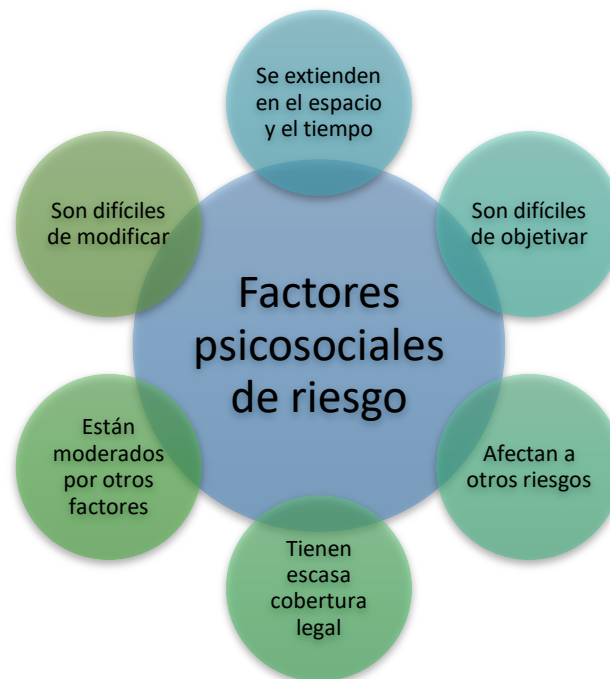 Se extienden
en el espacio
y el tiempo
Son difíciles
de objetivar
Afectan a
otros riesgos
Tienen
escasa
cobertura
legal
Están
moderados
por otros
factores
Son difíciles
de modificar
Factores
psicosociales
de riesgo